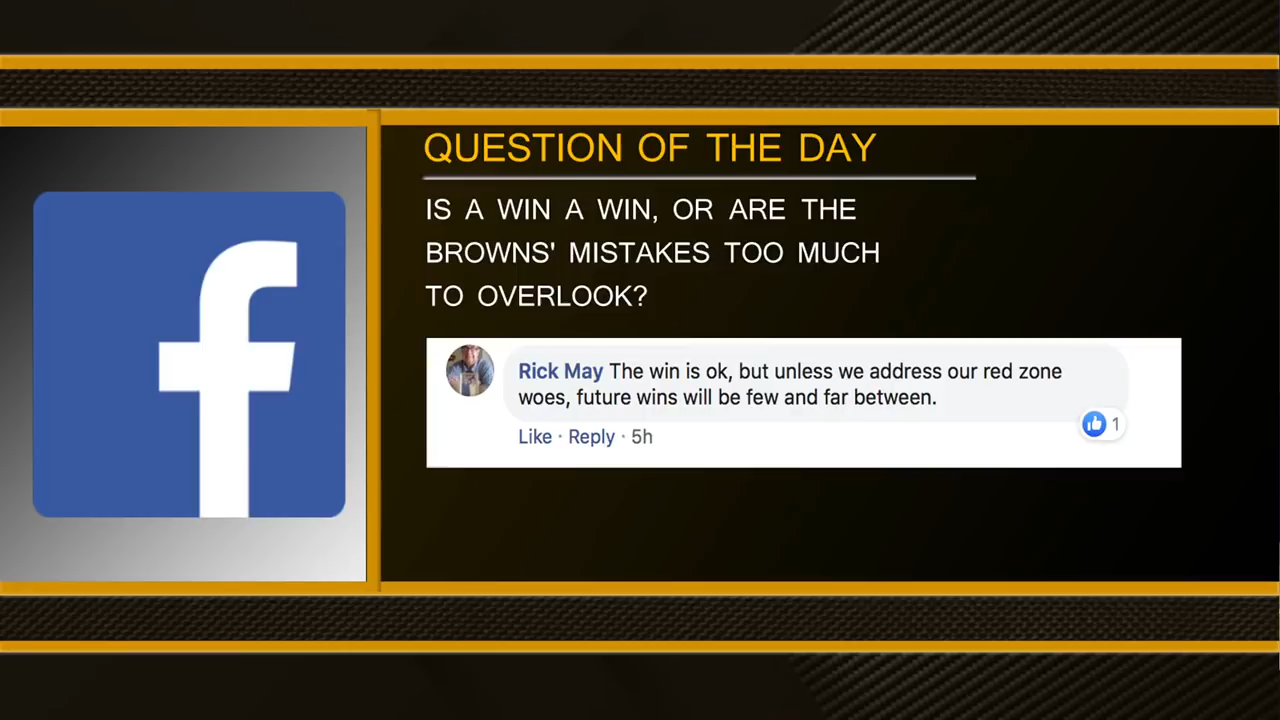 QUESTION OF THE DAY
IS A WIN A WIN, OR ARE THE
BROWNS' MISTAKES TOO MUCH
TO OVERLOOK?
Rick May The win is ok, but unless we address our red zone
woes, future wins will be few and far between.
Like · Reply · 5h
1